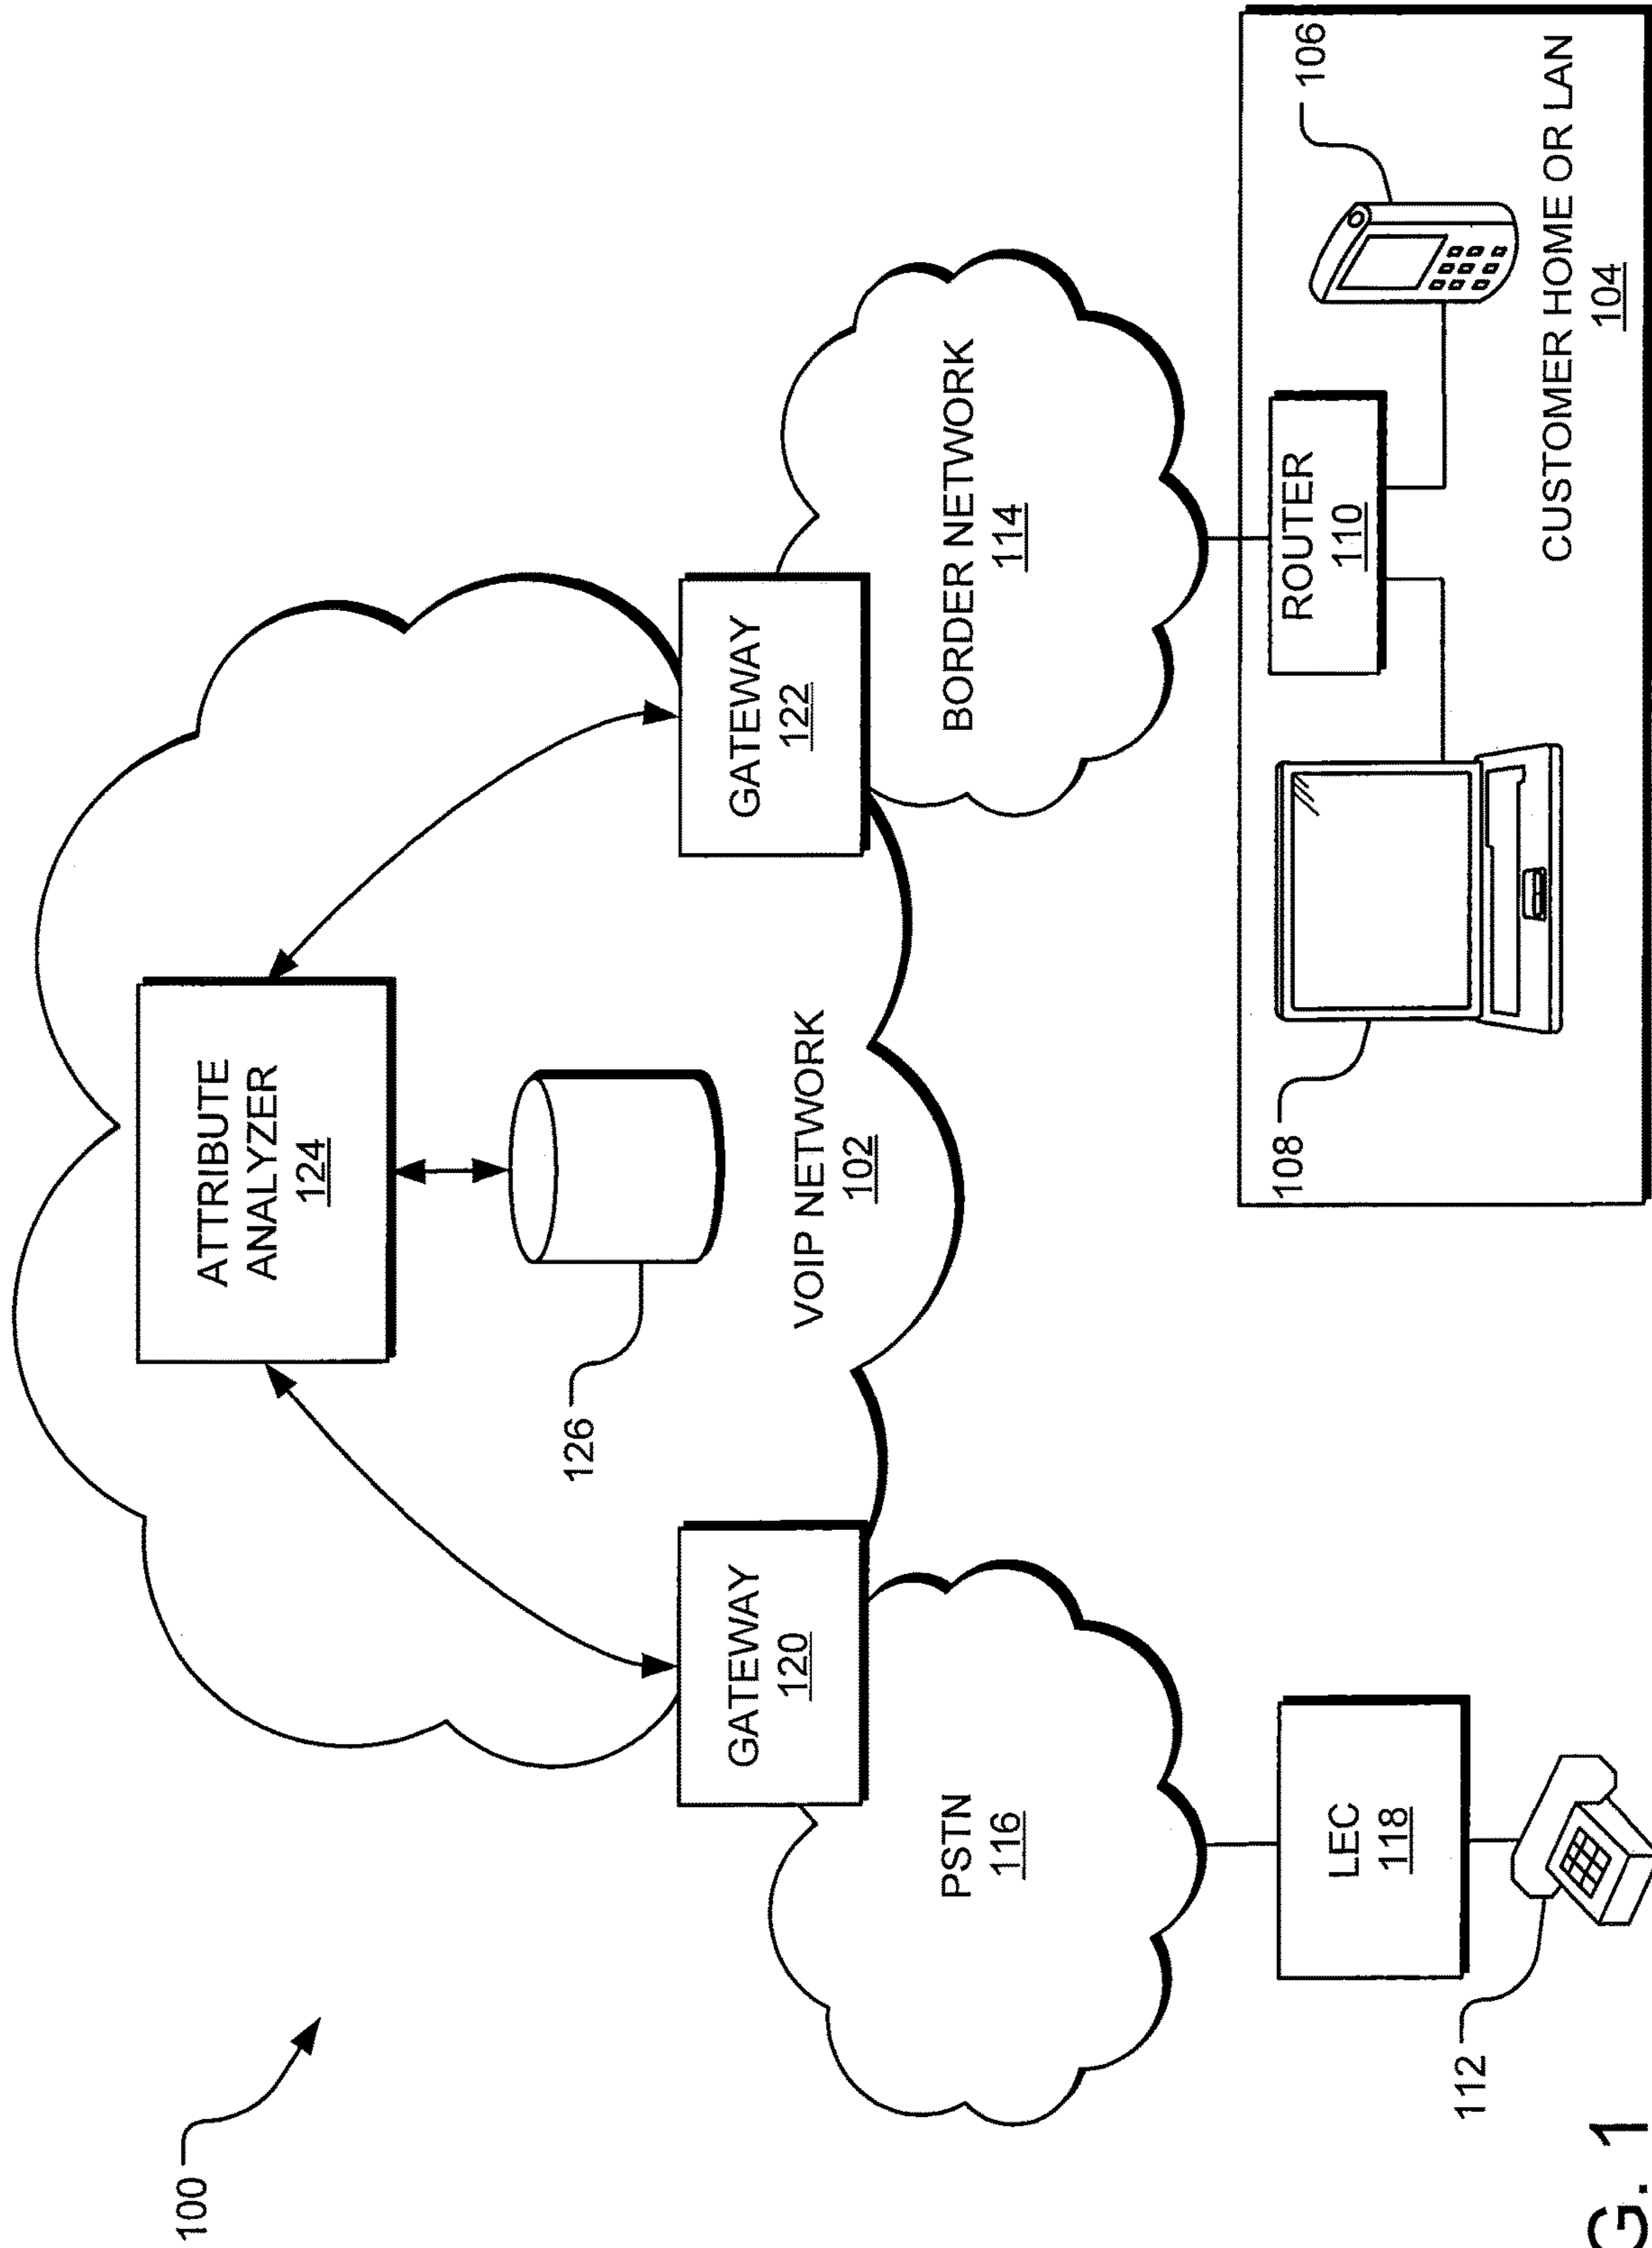 100
ATTRIBUTE
ANALYZER
124
126
VOIP NETWORK
102
GATEWAY
120
GATEWAY
122
PSTN
116
BORDER NETWORK
114
LEC
118
112
ROUTER
110
108
106
CUSTOMER HOME OR LAN
104
G. 1